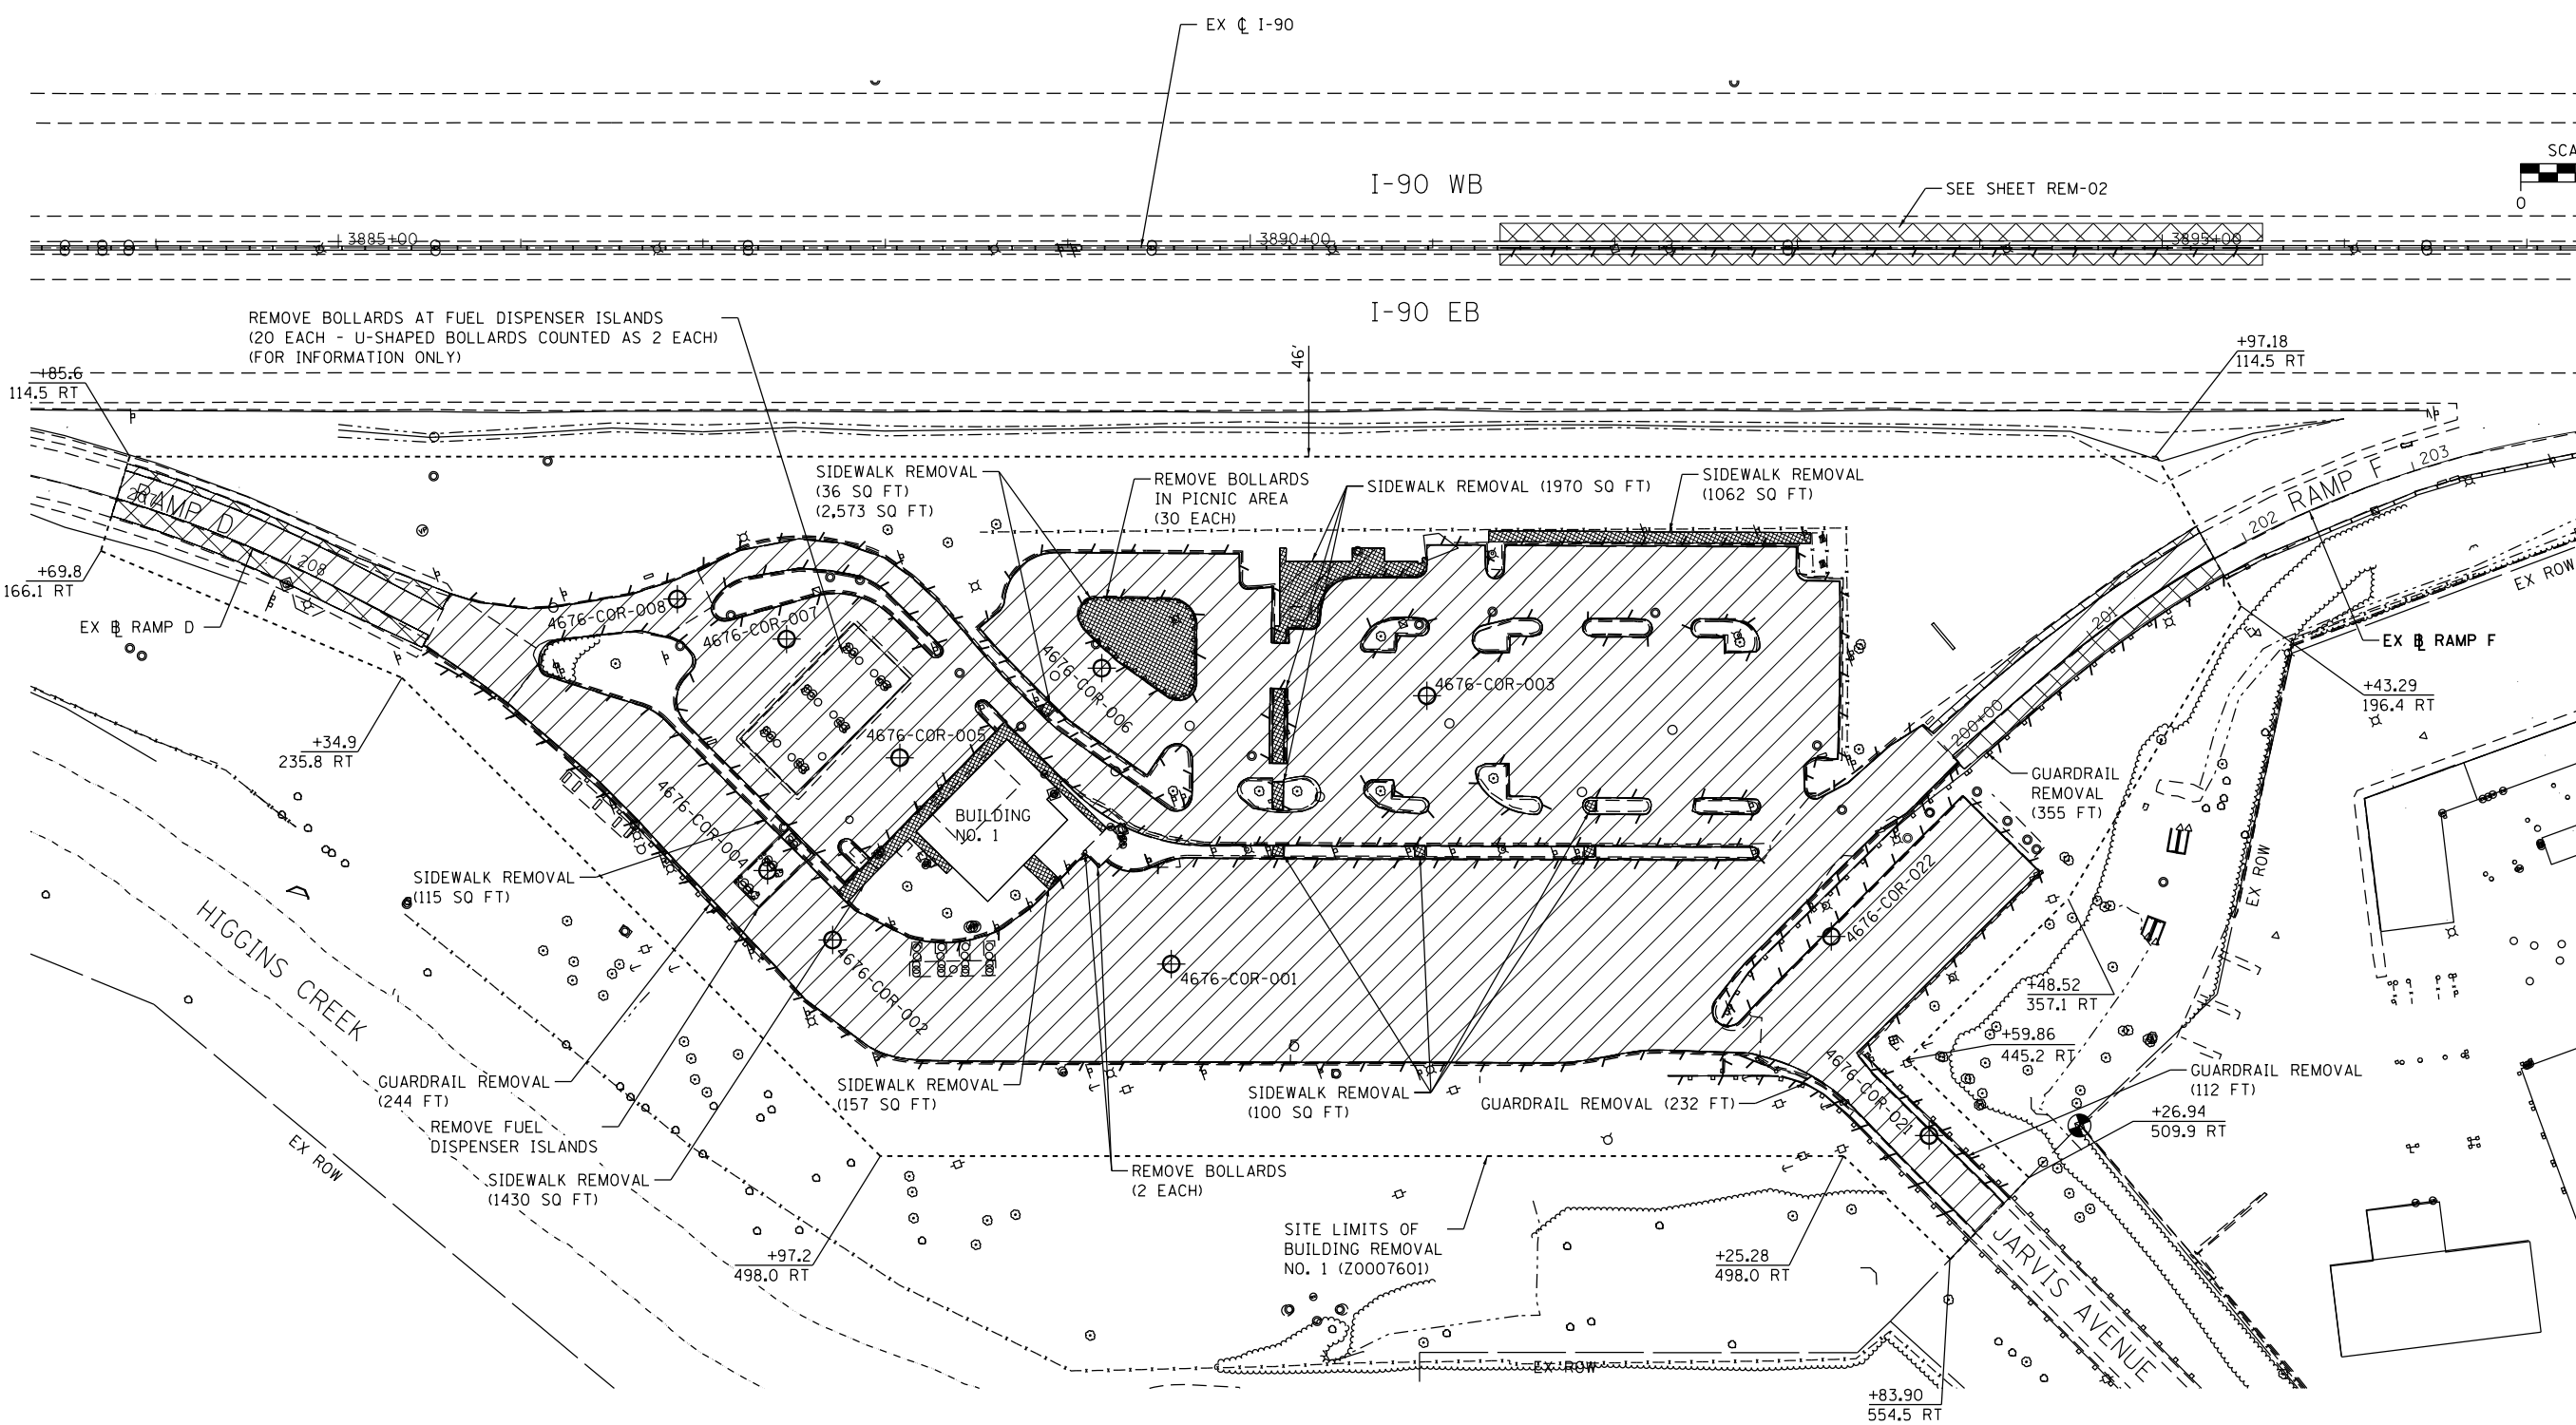 EX ℄ I-90
SCA
0
I-90 WB
SEE SHEET REM-02
3885+00
3890+00
3895+00
I-90 EB
REMOVE BOLLARDS AT FUEL DISPENSER ISLANDS
(20 EACH - U-SHAPED BOLLARDS COUNTED AS 2 EACH)
(FOR INFORMATION ONLY)
46'
+97.18
114.5 RT
+85.6
114.5 RT
SIDEWALK REMOVAL
(36 SQ FT)
(2,573 SQ FT)
REMOVE BOLLARDS
IN PICNIC AREA
(30 EACH)
SIDEWALK REMOVAL (1970 SQ FT)
SIDEWALK REMOVAL
(1062 SQ FT)
203
RAMP F
202
201
200+00
RAMP D
207
208
+69.8
166.1 RT
EX B RAMP D
EX B RAMP F
EX ROW
4676-COR-008
4676-COR-007
4676-COR-006
4676-COR-003
4676-COR-005
+43.29
196.4 RT
+34.9
235.8 RT
4676-COR-004
BUILDING
NO. 1
GUARDRAIL
REMOVAL
(355 FT)
SIDEWALK REMOVAL
(115 SQ FT)
4676-COR-022
EX ROW
HIGGINS CREEK
4676-COR-002
4676-COR-001
+48.52
357.1 RT
+59.86
445.2 RT
4676-COR-021
GUARDRAIL REMOVAL
(112 FT)
GUARDRAIL REMOVAL
(244 FT)
SIDEWALK REMOVAL
(157 SQ FT)
SIDEWALK REMOVAL
(100 SQ FT)
GUARDRAIL REMOVAL (232 FT)
+26.94
509.9 RT
REMOVE FUEL
DISPENSER ISLANDS
EX ROW
SIDEWALK REMOVAL
(1430 SQ FT)
REMOVE BOLLARDS
(2 EACH)
SITE LIMITS OF
BUILDING REMOVAL
NO. 1 (Z0007601)
+97.2
498.0 RT
+25.28
498.0 RT
JARVIS AVENUE
EX ROW
+83.90
554.5 RT